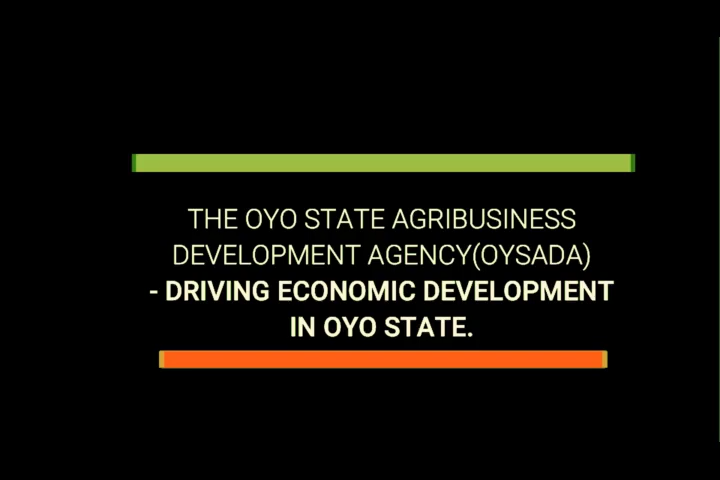 THE OYO STATE AGRIBUSINESS
DEVELOPMENT AGENCY(OYSADA)
- DRIVING ECONOMIC DEVELOPMENT
IN OYO STATE.